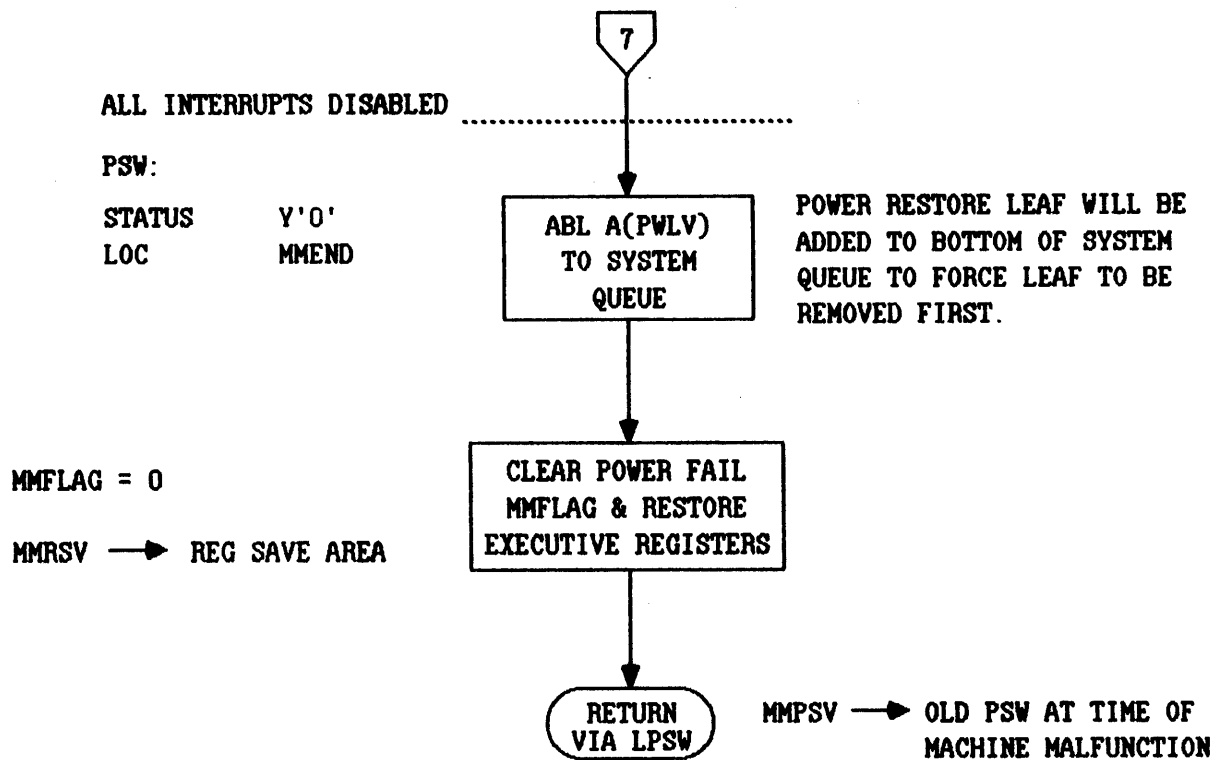 7
ALL INTERRUPTS DISABLED
PSW:
STATUS Y'0'
LOC MMEND
ABL A(PWLV)
TO SYSTEM
QUEUE
POWER RESTORE LEAF WILL BE
ADDED TO BOTTOM OF SYSTEM
QUEUE TO FORCE LEAF TO BE
REMOVED FIRST.
MMFLAG = 0
MMRSV → REG SAVE AREA
CLEAR POWER FAIL
MMFLAG & RESTORE
EXECUTIVE REGISTERS
RETURN
VIA LPSW
MMPSV → OLD PSW AT TIME OF
MACHINE MALFUNCTION